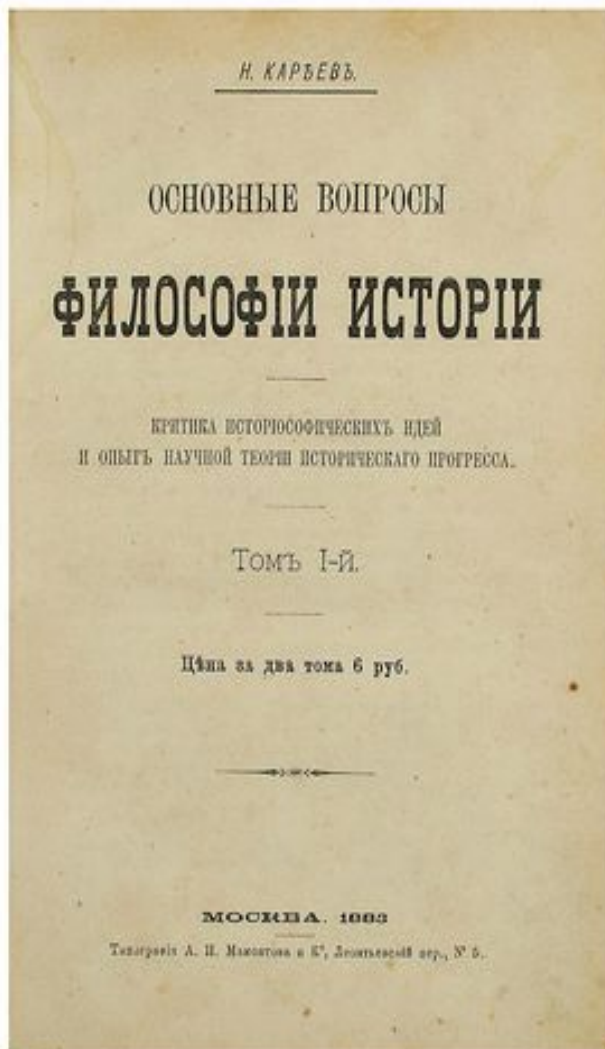 Н. КАРѢЕВЪ.
ОСНОВНЫЕ ВОПРОСЫ
ФИЛОСОФІИ ИСТОРІИ
КРИТИКА ИСТОРІОСОФИЧЕСКИХЪ ИДЕЙ
И ОПЫТЪ НАУЧНОЙ ТЕОРІИ ИСТОРИЧЕСКАГО ПРОГРЕССА.
Томъ I-й.
Цѣна за два тома 6 руб.
МОСКВА. 1883
Типографія А. И. Мамонтова и К°, Леонтьевскій пер., № 5.